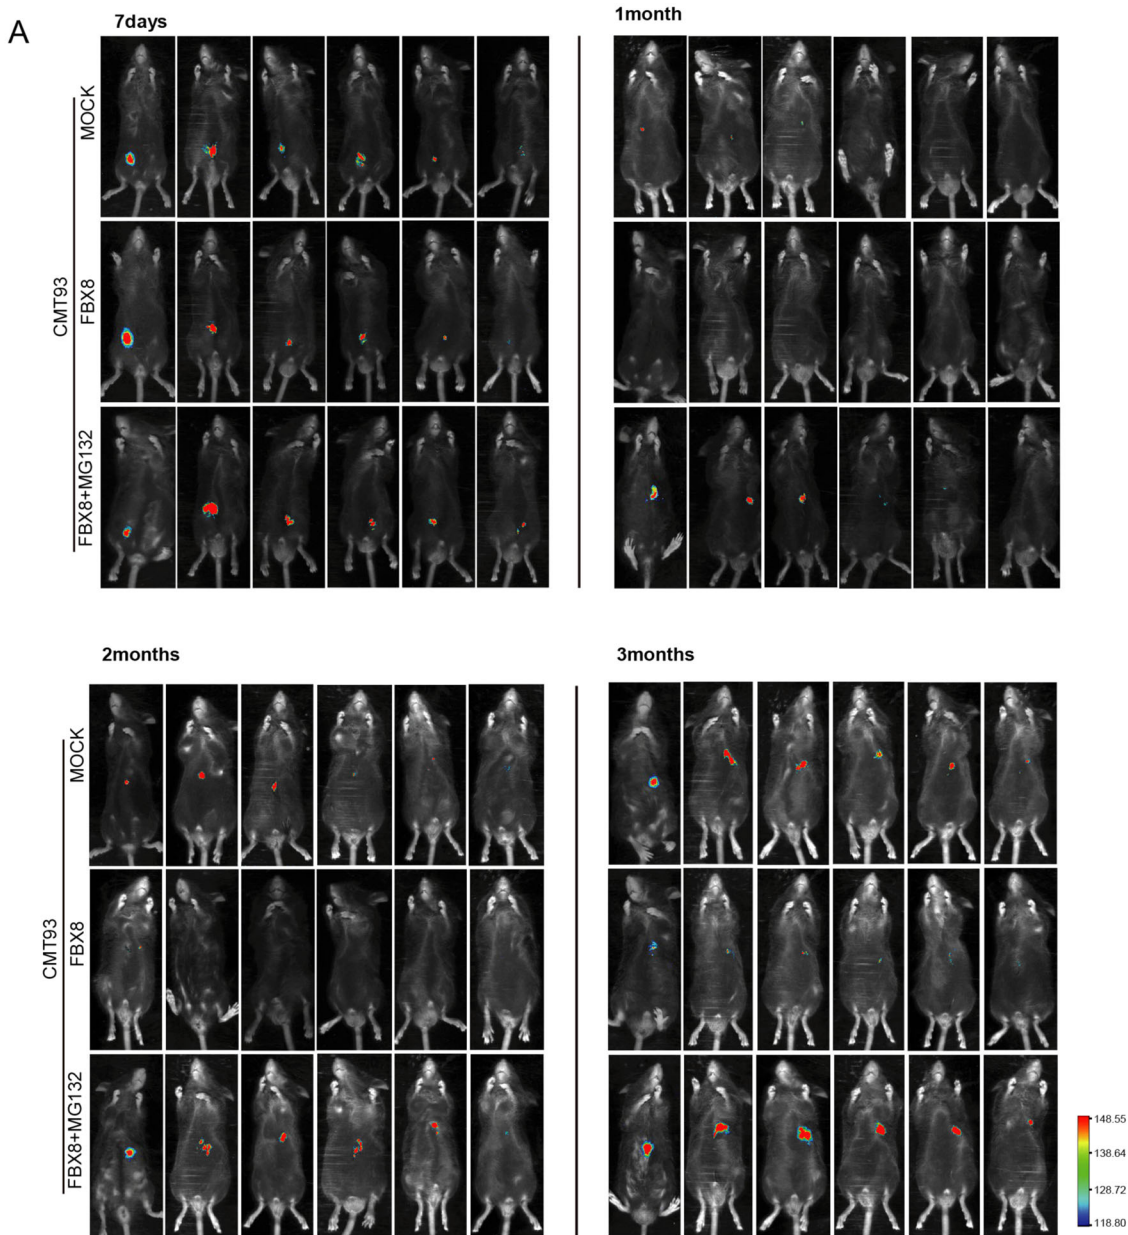 A
7days
1month
CMT93
MOCK
FBX8
FBX8+MG132
2months
3months
CMT93
MOCK
FBX8
FBX8+MG132
148.55
138.64
128.72
118.80